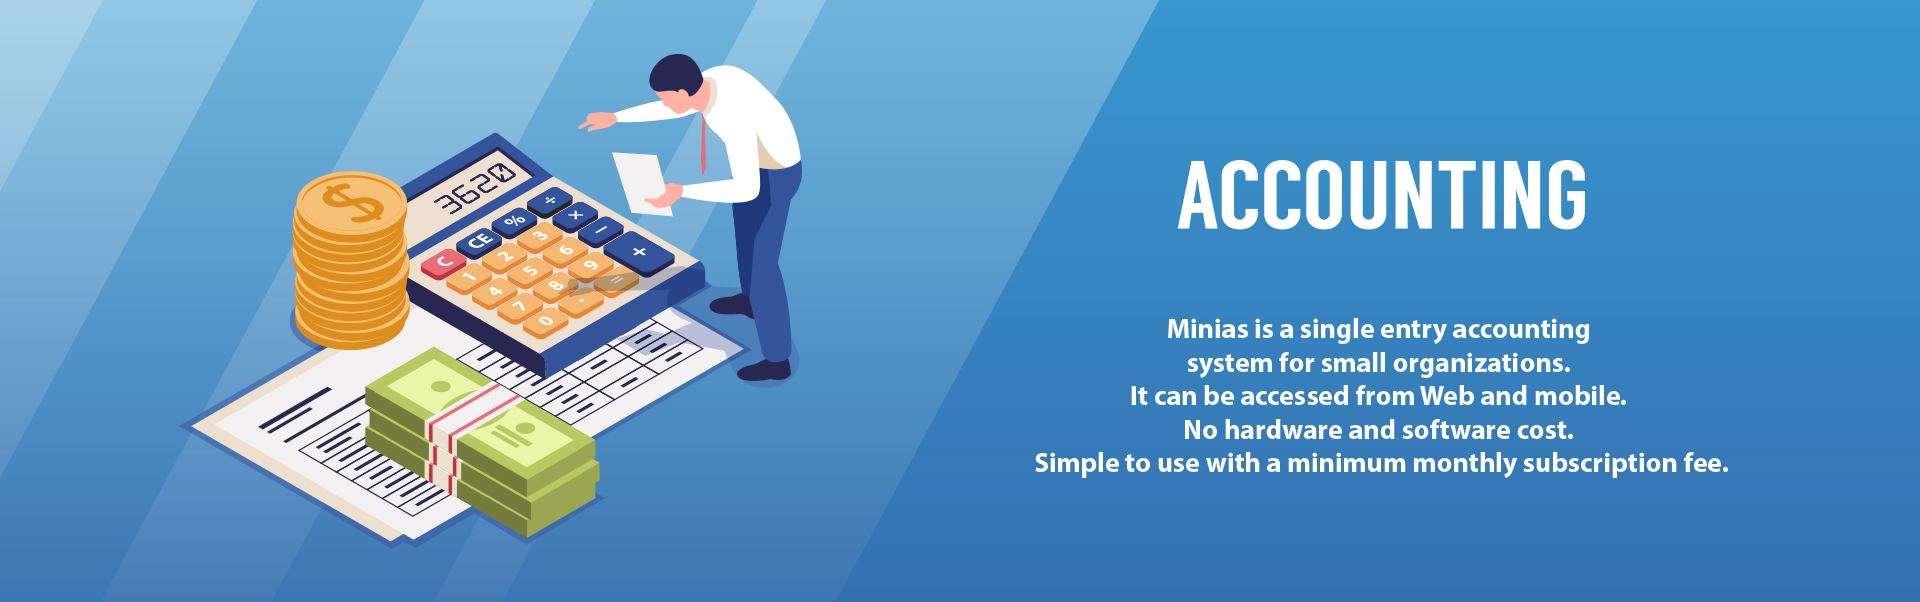 3620
C CE % ÷
1 2 3 ×
4 5 6 −
7 8 9 +
0 . =
$
ACCOUNTING
Minias is a single entry accounting
system for small organizations.
It can be accessed from Web and mobile.
No hardware and software cost.
Simple to use with a minimum monthly subscription fee.